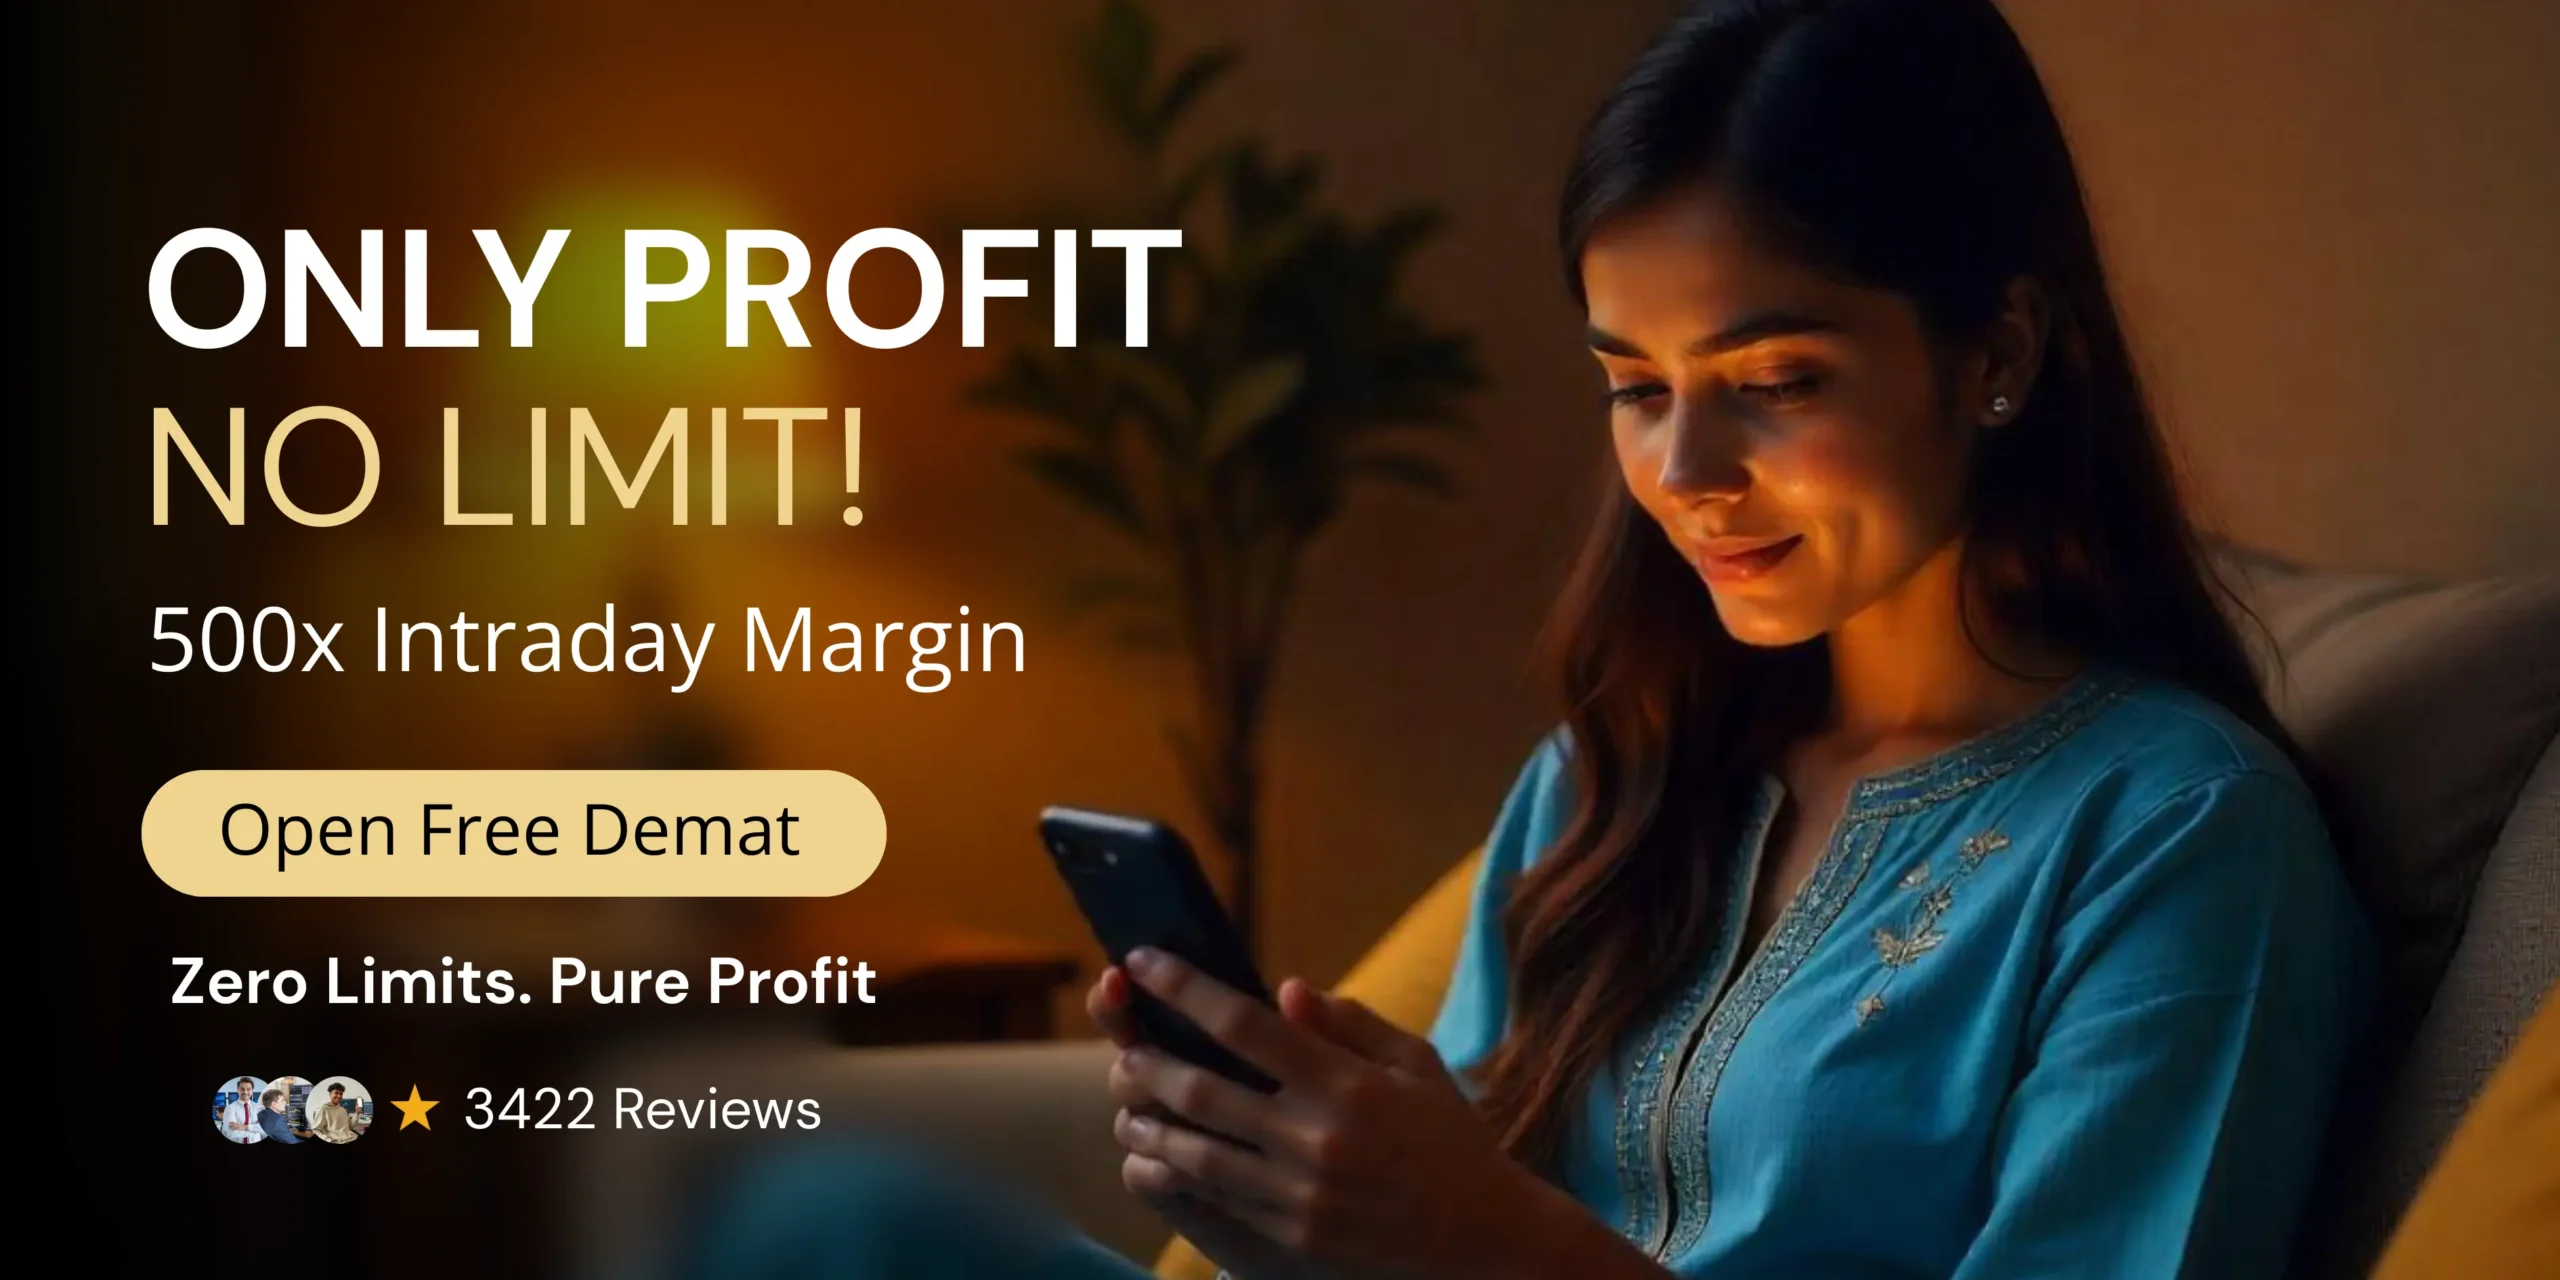 ONLY PROFIT
NO LIMIT!
500x Intraday Margin
Open Free Demat
Zero Limits. Pure Profit
3422 Reviews